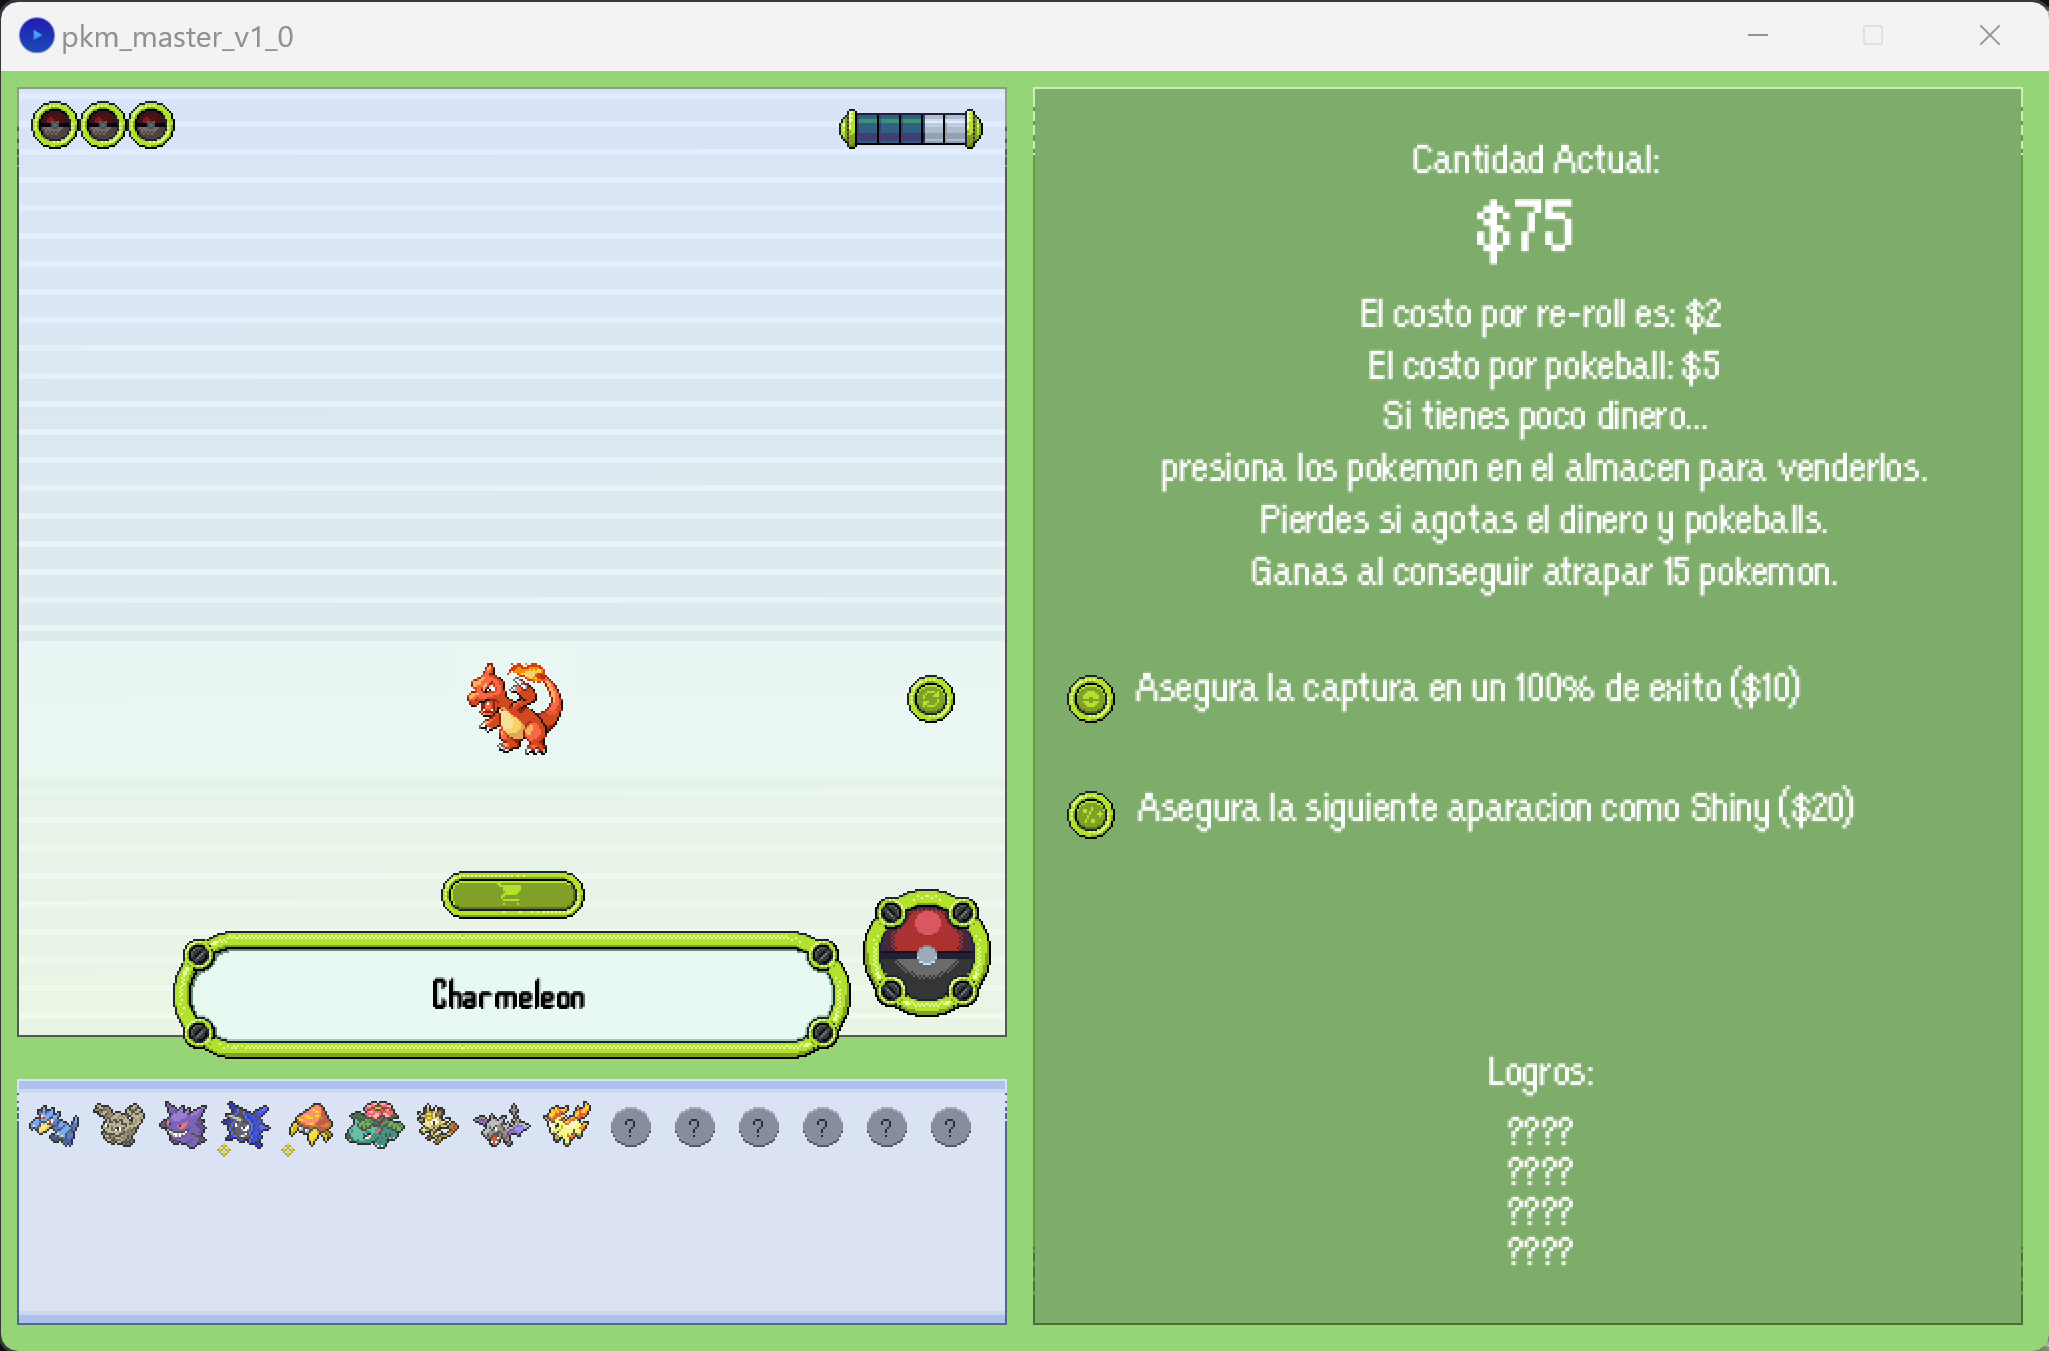 pkm_master_v1_0
Cantidad Actual:
$75
El costo por re-roll es: $2
El costo por pokeball: $5
Si tienes poco dinero...
presiona los pokemon en el almacen para venderlos.
Pierdes si agotas el dinero y pokeballs.
Ganas al conseguir atrapar 15 pokemon.
Asegura la captura en un 100% de exito ($10)
Asegura la siguiente aparacion como Shiny ($20)
Charmeleon
? ? ? ? ? ?
Logros:
????
????
????
????